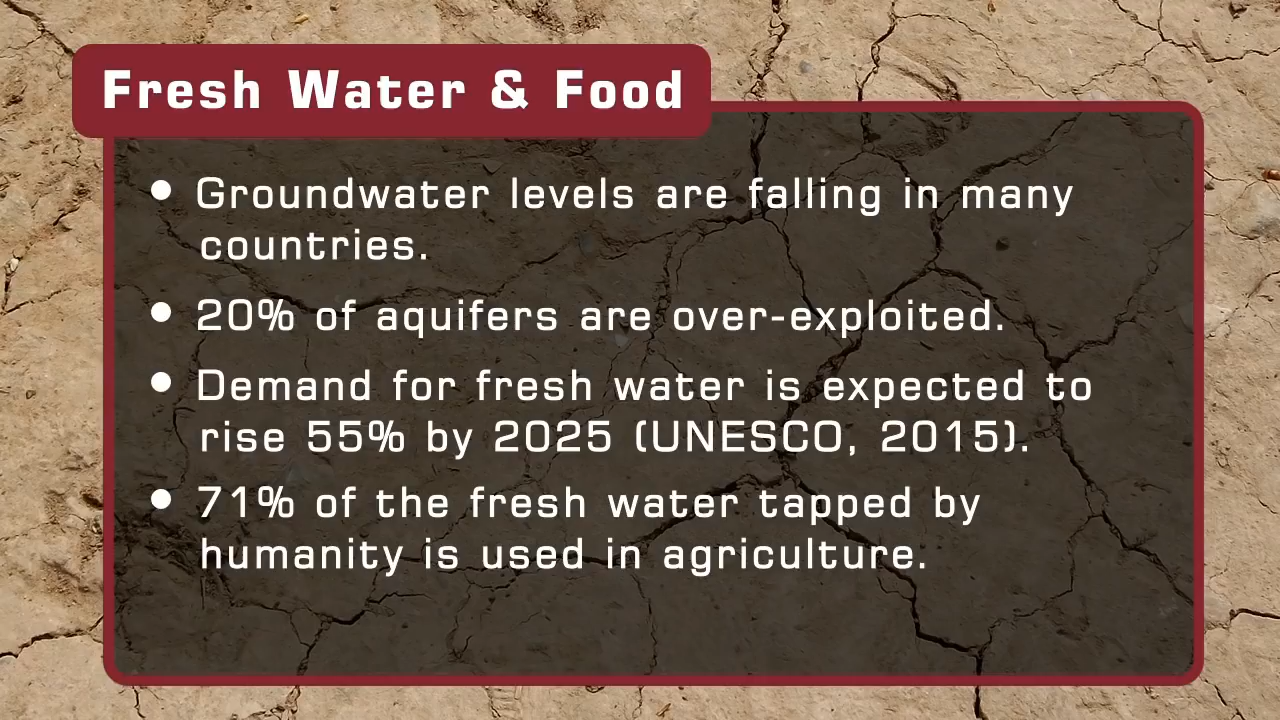 Fresh Water & Food
• Groundwater levels are falling in many
countries.
• 20% of aquifers are over-exploited.
• Demand for fresh water is expected to
rise 55% by 2025 (UNESCO, 2015).
• 71% of the fresh water tapped by
humanity is used in agriculture.